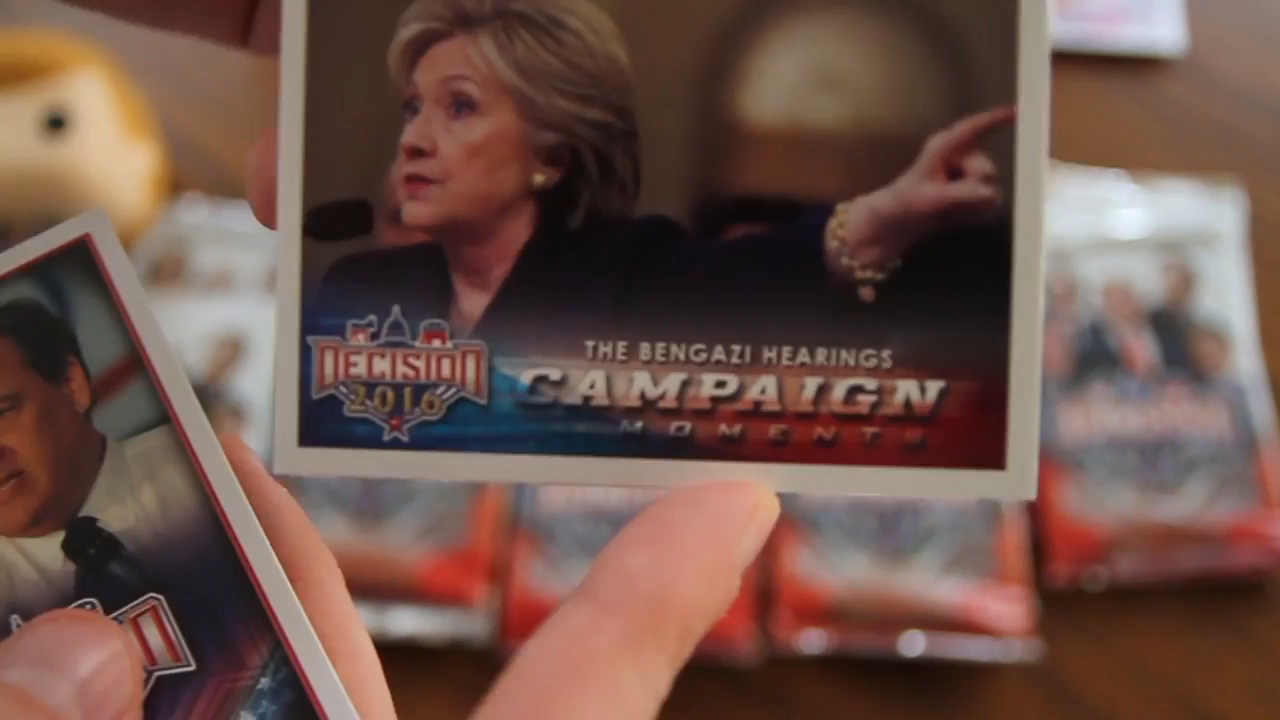 THE BENGAZI HEARINGS
DECISION
2016
CAMPAIGN
MOMENTS